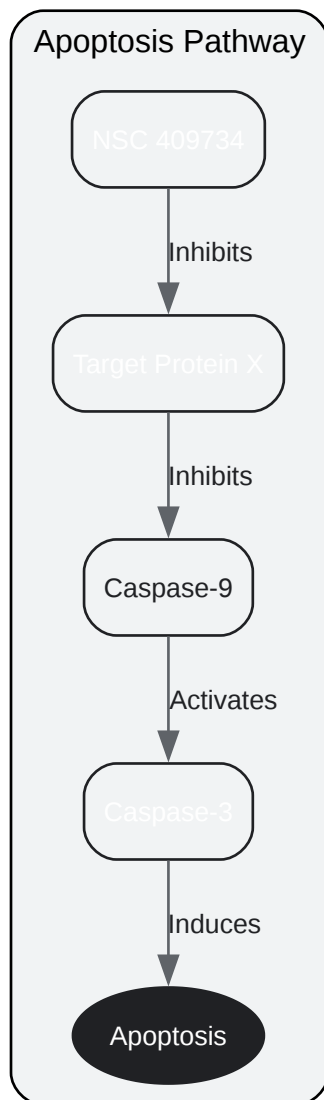 Apoptosis Pathway
NSC 409734
Inhibits
Target Protein X
Inhibits
Caspase-9
Activates
Caspase-3
Induces
Apoptosis